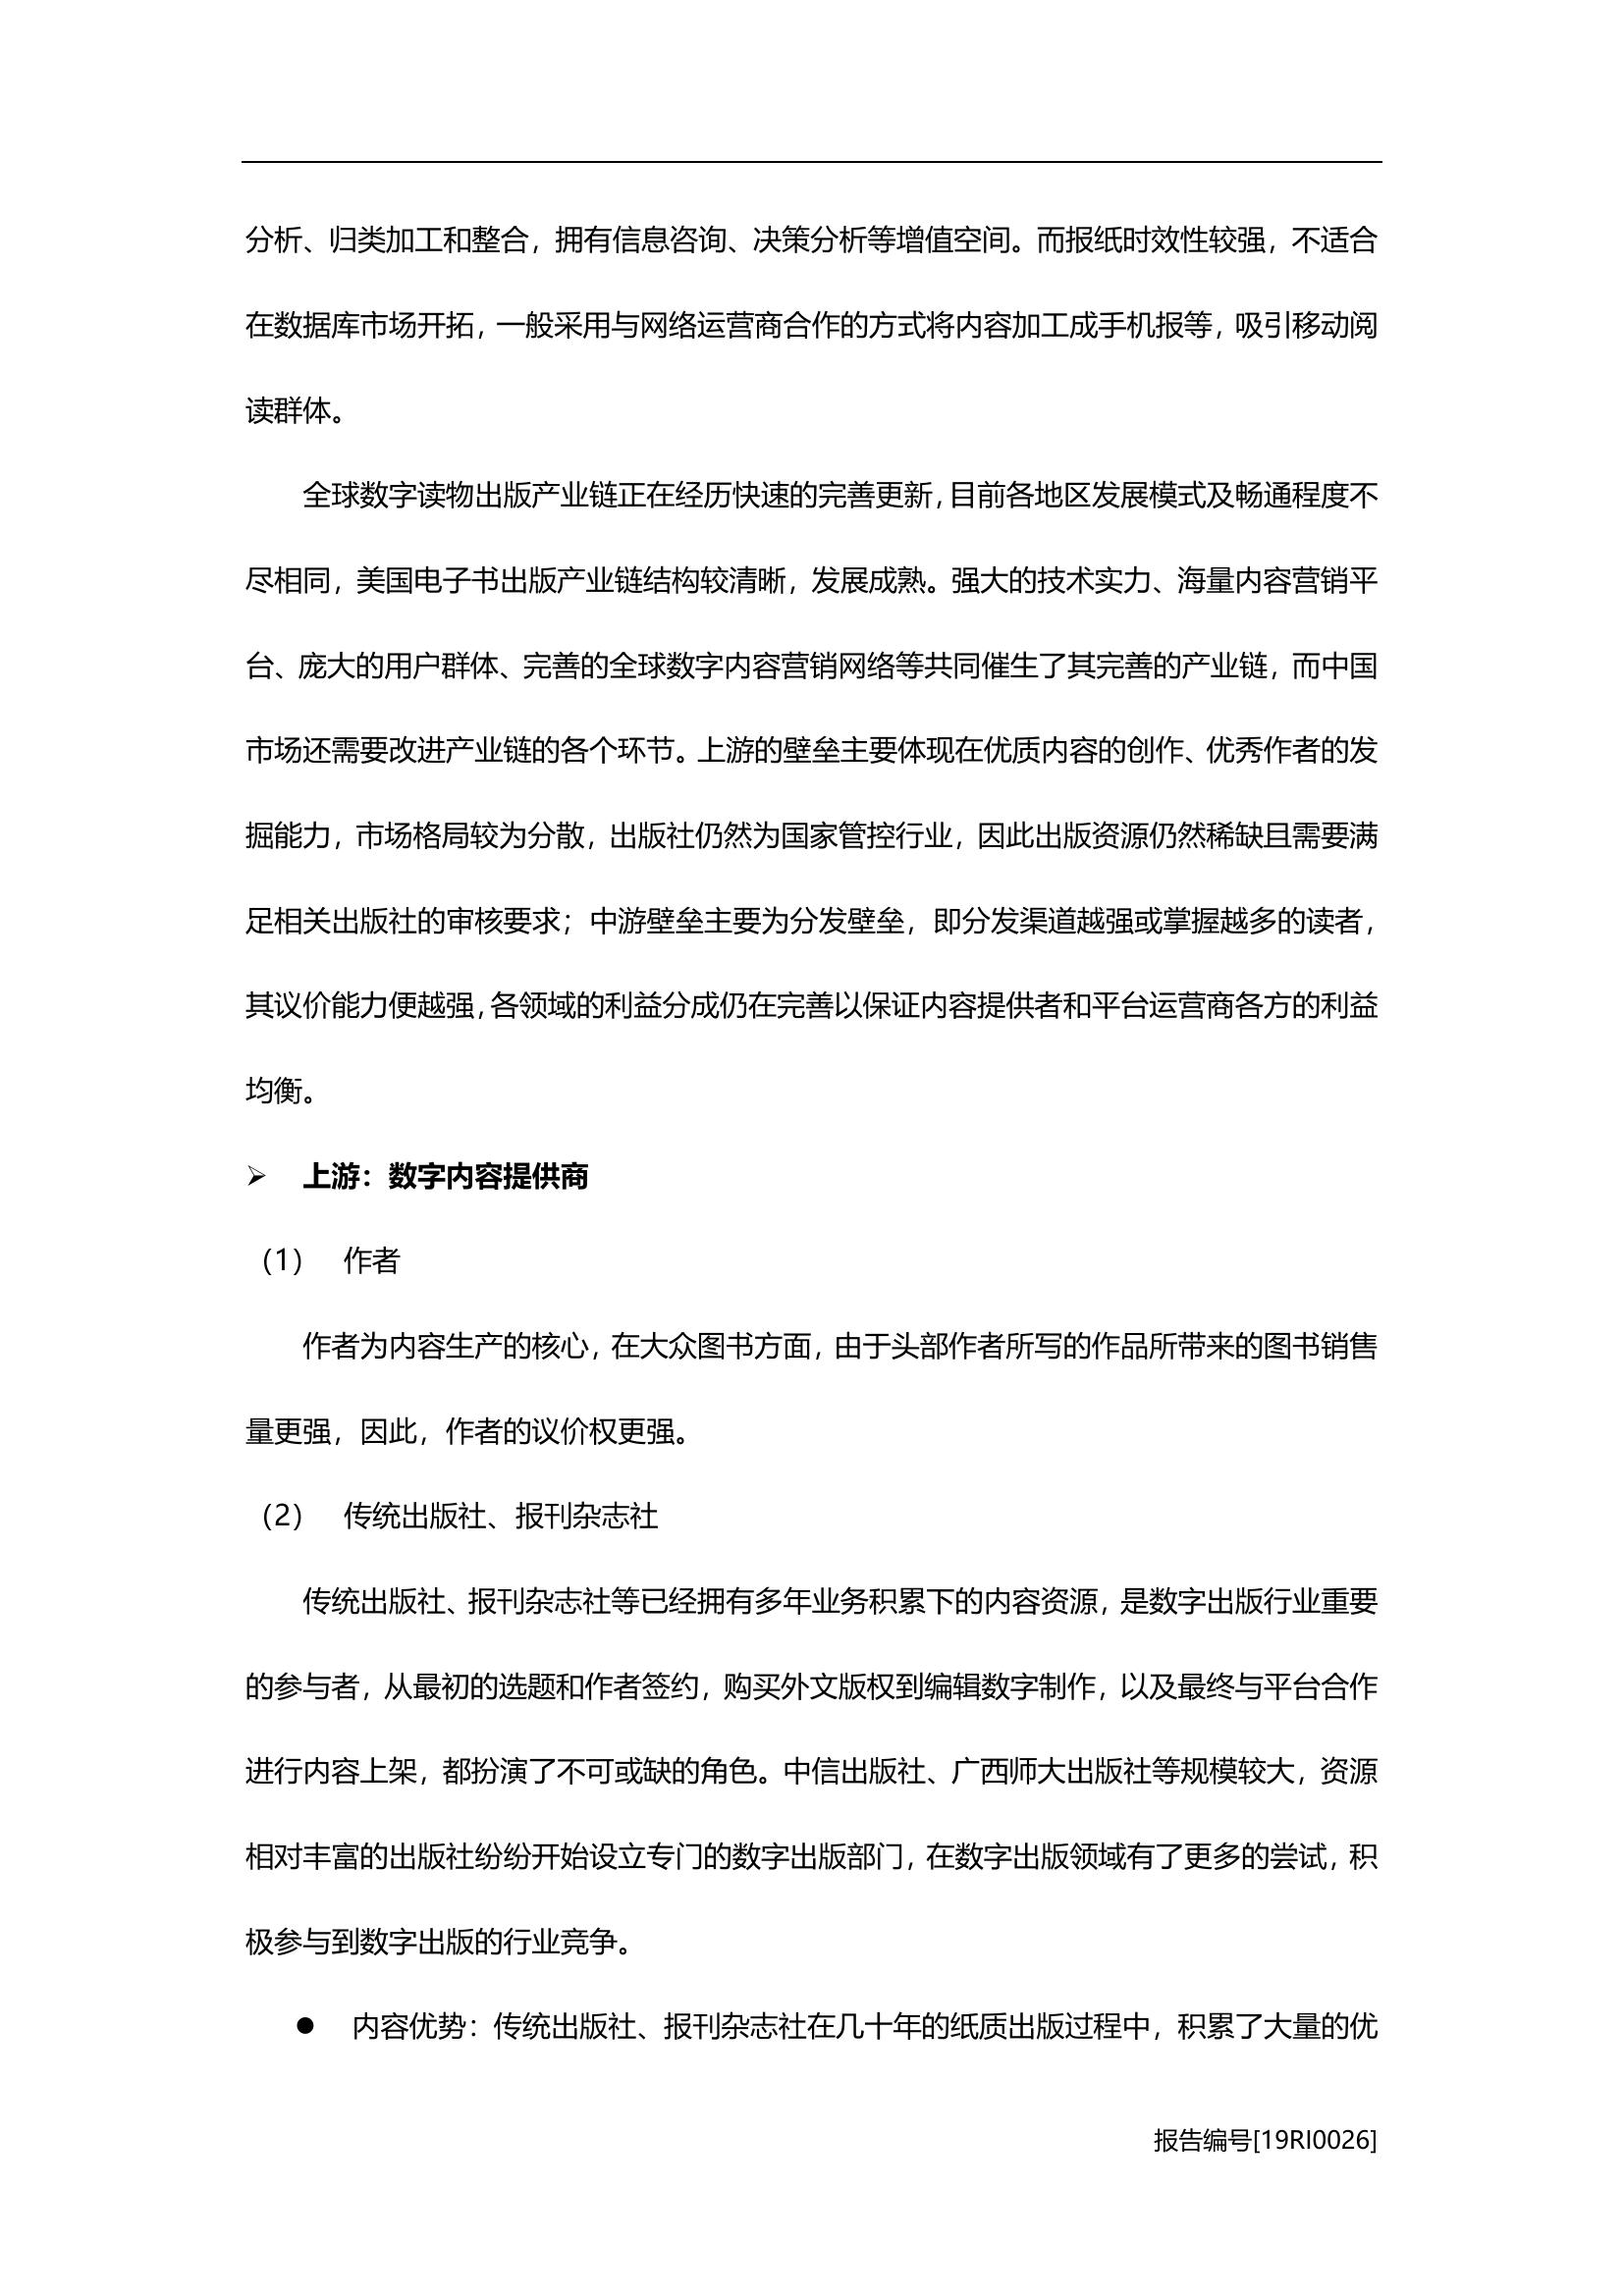 分析、归类加工和整合，拥有信息咨询、决策分析等增值空间。而报纸时效性较强，不适合
在数据库市场开拓，一般采用与网络运营商合作的方式将内容加工成手机报等，吸引移动阅
读群体。
全球数字读物出版产业链正在经历快速的完善更新，目前各地区发展模式及畅通程度不
尽相同，美国电子书出版产业链结构较清晰，发展成熟。强大的技术实力、海量内容营销平
台、庞大的用户群体、完善的全球数字内容营销网络等共同催生了其完善的产业链，而中国
市场还需要改进产业链的各个环节。上游的壁垒主要体现在优质内容的创作、优秀作者的发
掘能力，市场格局较为分散，出版社仍然为国家管控行业，因此出版资源仍然稀缺且需要满
足相关出版社的审核要求；中游壁垒主要为分发壁垒，即分发渠道越强或掌握越多的读者，
其议价能力便越强，各领域的利益分成仍在完善以保证内容提供者和平台运营商各方的利益
均衡。
➢ 上游：数字内容提供商
（1） 作者
作者为内容生产的核心，在大众图书方面，由于头部作者所写的作品所带来的图书销售
量更强，因此，作者的议价权更强。
（2） 传统出版社、报刊杂志社
传统出版社、报刊杂志社等已经拥有多年业务积累下的内容资源，是数字出版行业重要
的参与者，从最初的选题和作者签约，购买外文版权到编辑数字制作，以及最终与平台合作
进行内容上架，都扮演了不可或缺的角色。中信出版社、广西师大出版社等规模较大，资源
相对丰富的出版社纷纷开始设立专门的数字出版部门，在数字出版领域有了更多的尝试，积
极参与到数字出版的行业竞争。
● 内容优势：传统出版社、报刊杂志社在几十年的纸质出版过程中，积累了大量的优
报告编号[19RI0026]